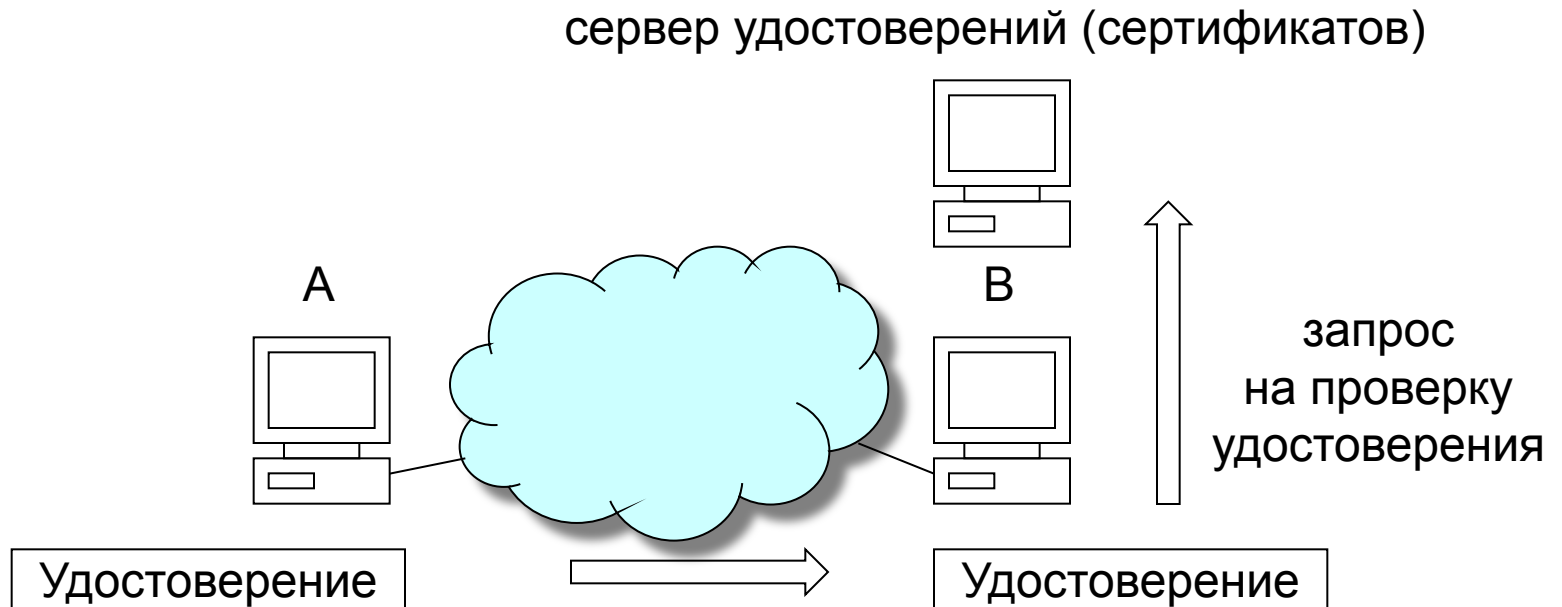 сервер удостоверений (сертификатов)
А
В
запрос
на проверку
удостоверения
Удостоверение
Удостоверение